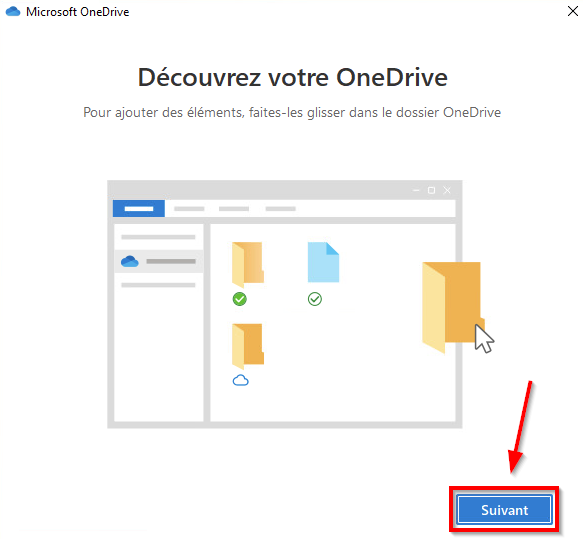 Microsoft OneDrive
Découvrez votre OneDrive
Pour ajouter des éléments, faites-les glisser dans le dossier OneDrive
Suivant